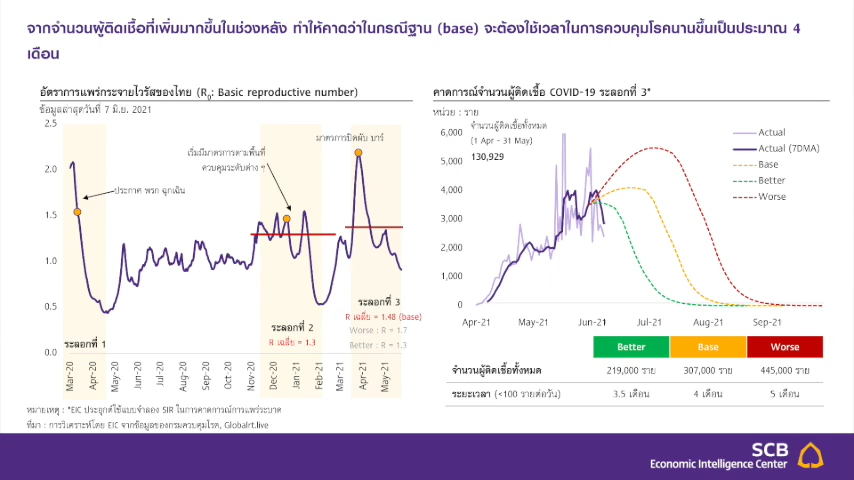 จากจำนวนผู้ติดเชื้อที่เพิ่มมากขึ้นในช่วงหลัง ทำให้คาดว่าในกรณีฐาน (base) จะต้องใช้เวลาในการควบคุมโรคนานขึ้นเป็นประมาณ 4
เดือน
อัตราการแพร่กระจายไวรัสของไทย (R0: Basic reproductive number)
ข้อมูลล่าสุดวันที่ 7 มิ.ย. 2021
2.5
2.0
1.5
1.0
0.5
0.0
มาตรการปิดผับ บาร์
เริ่มมีมาตรการตามพื้นที่
ควบคุมระดับต่าง ๆ
ประกาศ พรก ฉุกเฉิน
ระลอกที่ 1
ระลอกที่ 2
R เฉลี่ย = 1.3
ระลอกที่ 3
R เฉลี่ย = 1.48 (base)
Worse : R = 1.7
Better : R = 1.3
Mar-20
Apr-20
May-20
Jun-20
Jul-20
Aug-20
Sep-20
Oct-20
Nov-20
Dec-20
Jan-21
Feb-21
Mar-21
Apr-21
May-21
คาดการณ์จำนวนผู้ติดเชื้อ COVID-19 ระลอกที่ 3*
หน่วย : ราย
จำนวนผู้ติดเชื้อทั้งหมด
(1 Apr - 31 May)
130,929
6,000
5,000
4,000
3,000
2,000
1,000
0
Actual
Actual (7DMA)
Base
Better
Worse
Apr-21 May-21 Jun-21 Jul-21 Aug-21 Sep-21
Better Base Worse
จำนวนผู้ติดเชื้อทั้งหมด 219,000 ราย 307,000 ราย 445,000 ราย
ระยะเวลา (<100 รายต่อวัน) 3.5 เดือน 4 เดือน 5 เดือน
หมายเหตุ : *EIC ประยุกต์ใช้แบบจำลอง SIR ในการคาดการณ์การแพร่ระบาด
ที่มา : การวิเคราะห์โดย EIC จากข้อมูลของกรมควบคุมโรค, Globalrt.live
SCB
Economic Intelligence Center